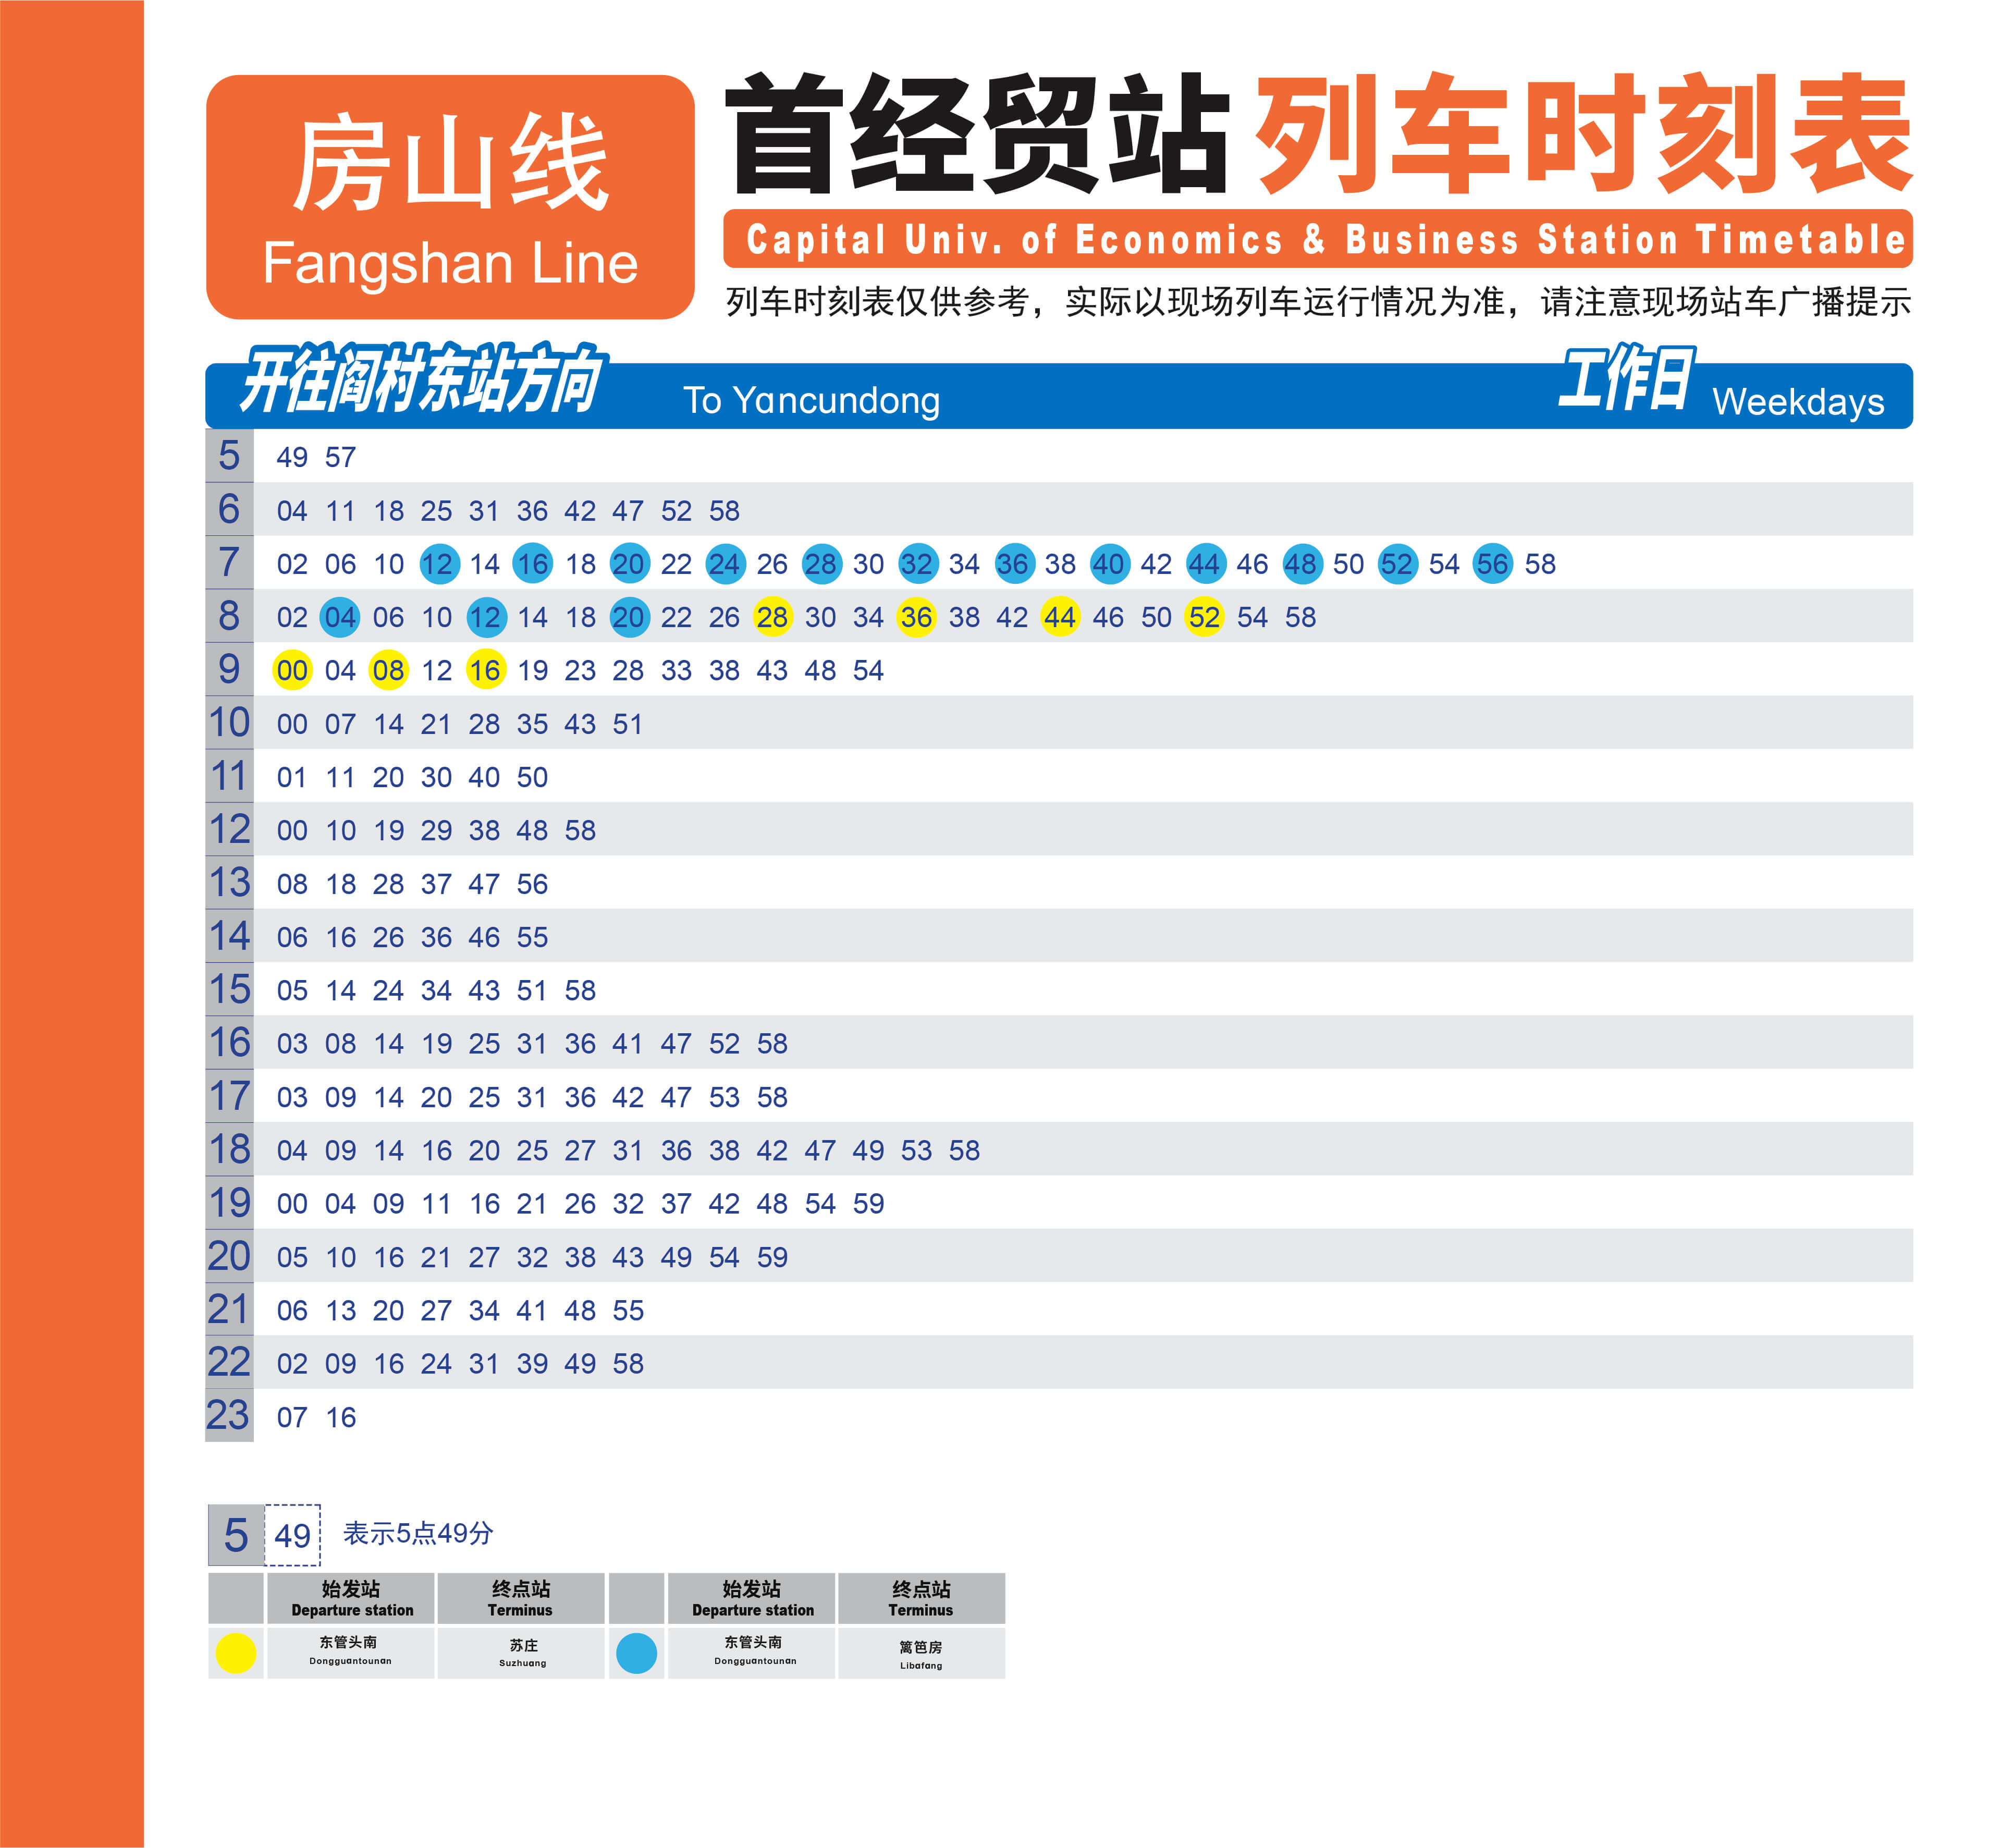 房山线
Fangshan Line
首经贸站 列车时刻表
Capital Univ. of Economics & Business Station Timetable
列车时刻表仅供参考，实际以现场列车运行情况为准，请注意现场站车广播提示
开往阎村东站方向 To Yancundong 工作日 Weekdays
5 49 57
6 04 11 18 25 31 36 42 47 52 58
7 02 06 10 12 14 16 18 20 22 24 26 28 30 32 34 36 38 40 42 44 46 48 50 52 54 56 58
8 02 04 06 10 12 14 18 20 22 26 28 30 34 36 38 42 44 46 50 52 54 58
9 00 04 08 12 16 19 23 28 33 38 43 48 54
10 00 07 14 21 28 35 43 51
11 01 11 20 30 40 50
12 00 10 19 29 38 48 58
13 08 18 28 37 47 56
14 06 16 26 36 46 55
15 05 14 24 34 43 51 58
16 03 08 14 19 25 31 36 41 47 52 58
17 03 09 14 20 25 31 36 42 47 53 58
18 04 09 14 16 20 25 27 31 36 38 42 47 49 53 58
19 00 04 09 11 16 21 26 32 37 42 48 54 59
20 05 10 16 21 27 32 38 43 49 54 59
21 06 13 20 27 34 41 48 55
22 02 09 16 24 31 39 49 58
23 07 16
5 49 表示5点49分
始发站 终点站 始发站 终点站
Departure station Terminus Departure station Terminus
东管头南 苏庄 东管头南 篱笆房
Dongguantounan Suzhuang Dongguantounan Libafang